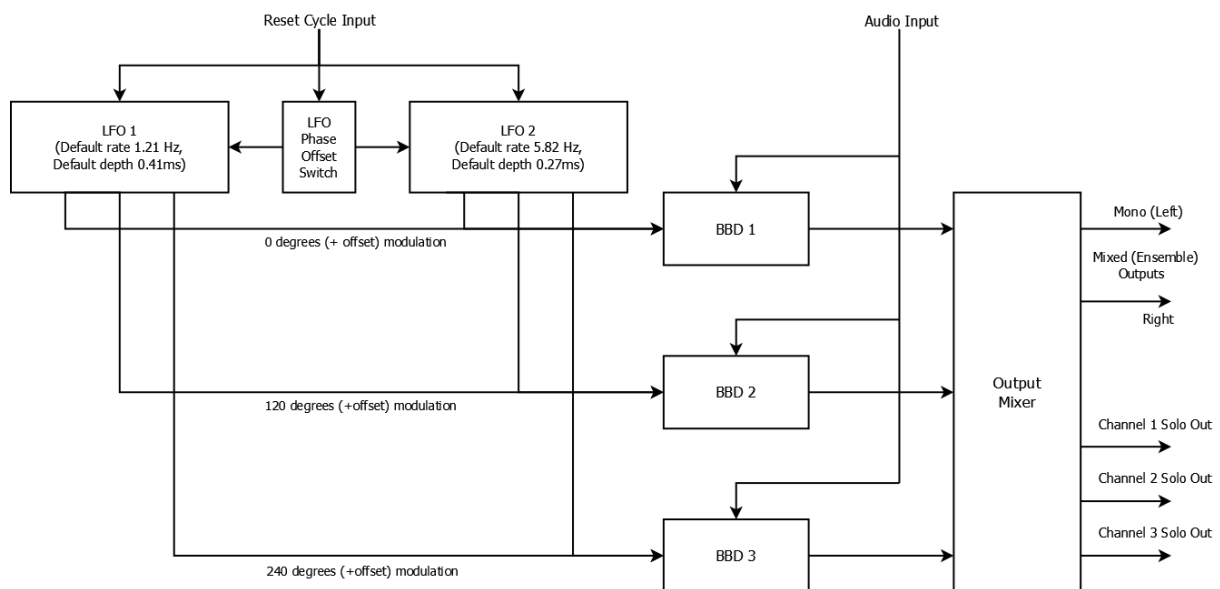 Reset Cycle Input
Audio Input
LFO 1
(Default rate 1.21 Hz,
Default depth 0.41ms)
LFO
Phase
Offset
Switch
LFO 2
(Default rate 5.82 Hz,
Default depth 0.27ms)
BBD 1
0 degrees (+ offset) modulation
Mono (Left)
Mixed (Ensemble)
Outputs
Right
BBD 2
120 degrees (+offset) modulation
Output
Mixer
Channel 1 Solo Out
Channel 2 Solo Out
Channel 3 Solo Out
BBD 3
240 degrees (+offset) modulation